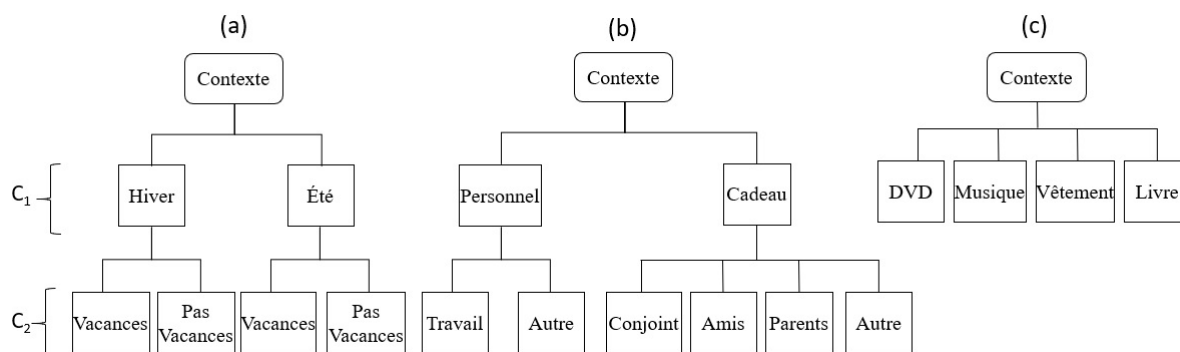 (a)
(b)
(c)
Contexte
Contexte
Contexte
C1
Hiver
Été
Personnel
Cadeau
DVD
Musique
Vêtement
Livre
C2
Vacances
Pas
Vacances
Vacances
Pas
Vacances
Travail
Autre
Conjoint
Amis
Parents
Autre